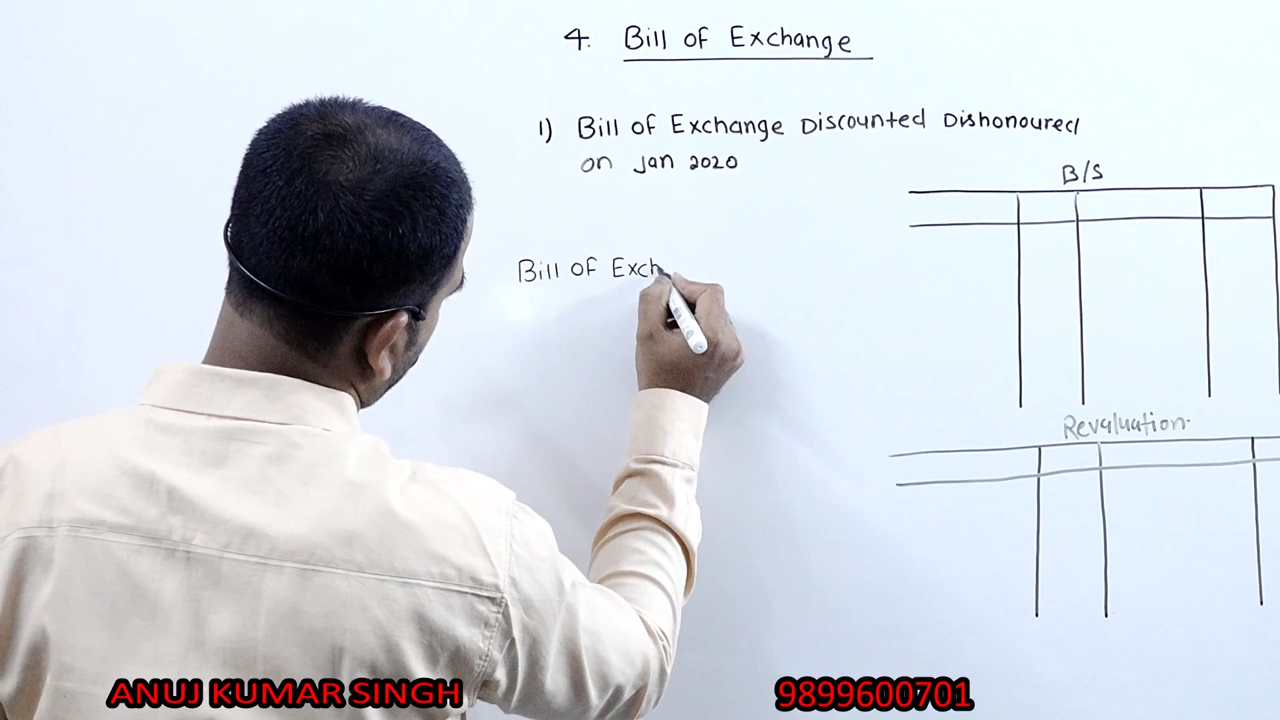 4. Bill of Exchange
1) Bill of Exchange Discounted Dishonoured
on Jan 2020
B/S
Bill of Exch
Revaluation.
ANUJ KUMAR SINGH
9899600701